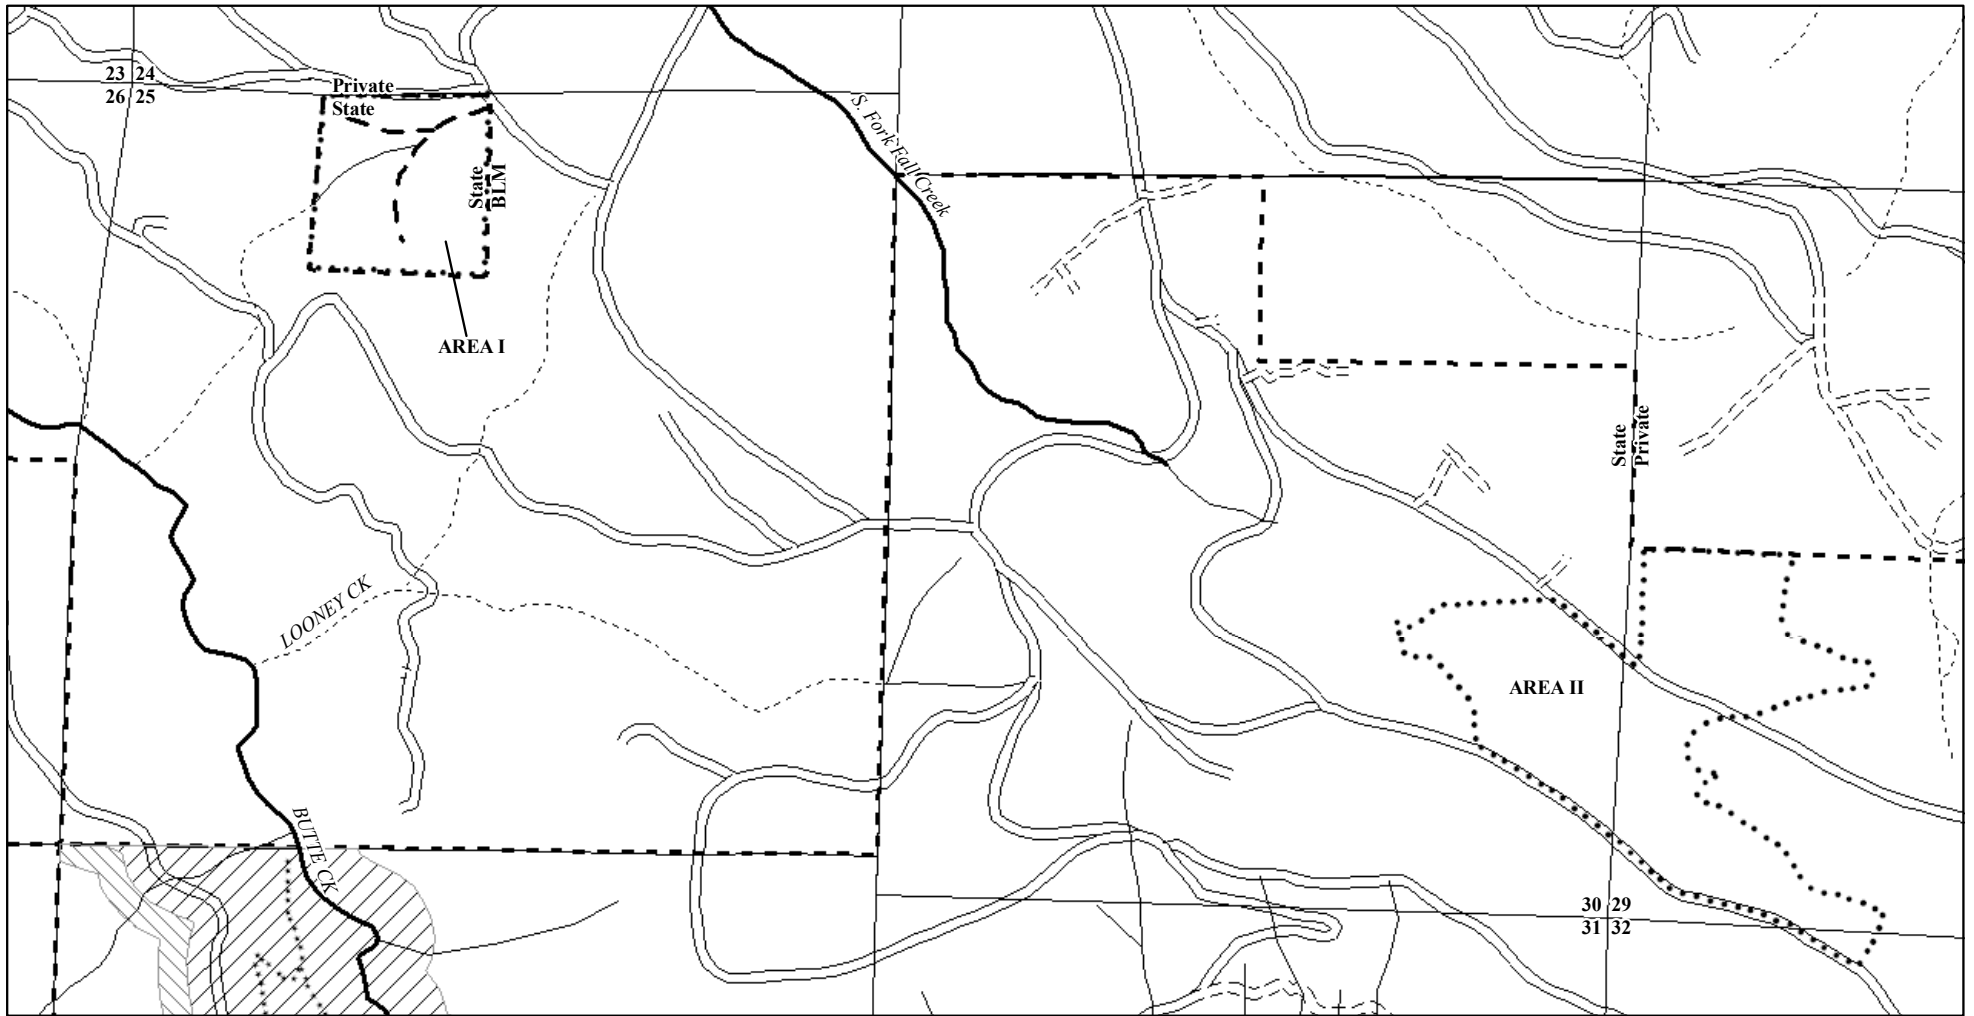 23 24
26 25
Private
State
S. Fork Fall Creek
State
BLM
AREA I
State
Private
LOONEY CK
AREA II
BUTTE CK
30 29
31 32